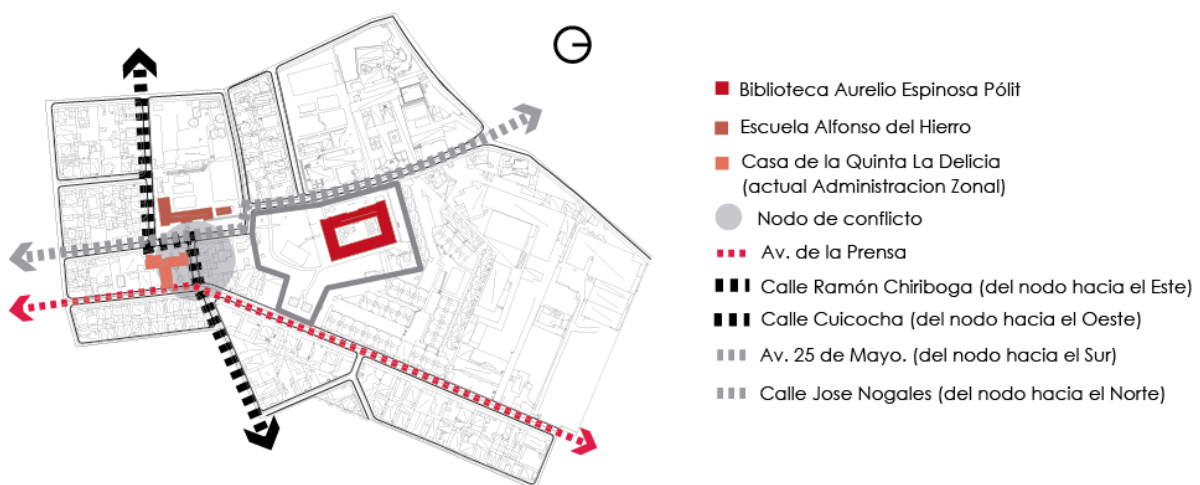 Biblioteca Aurelio Espinosa Pólit
Escuela Alfonso del Hierro
Casa de la Quinta La Delicia
(actual Administracion Zonal)
Nodo de conflicto
Av. de la Prensa
Calle Ramón Chiriboga (del nodo hacia el Este)
Calle Cuicocha (del nodo hacia el Oeste)
Av. 25 de Mayo. (del nodo hacia el Sur)
Calle Jose Nogales (del nodo hacia el Norte)